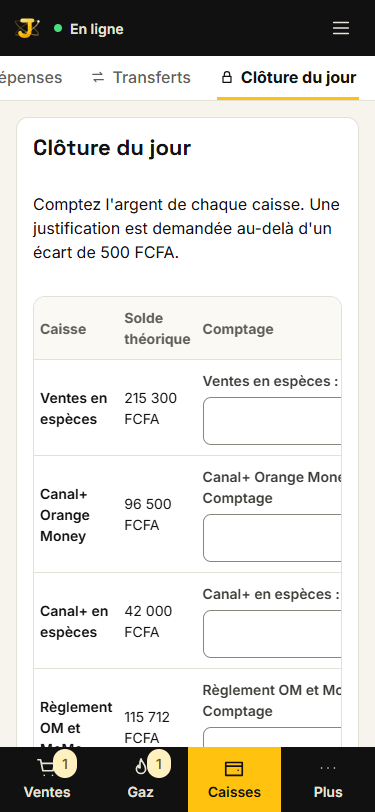 J
En ligne
épenses
Transferts
Clôture du jour
Clôture du jour
Comptez l'argent de chaque caisse. Une
justification est demandée au-delà d'un
écart de 500 FCFA.
Caisse
Solde
théorique
Comptage
Ventes en
espèces
215 300
FCFA
Ventes en espèces :
Canal+
Orange
Money
96 500
FCFA
Canal+ Orange Mone
Comptage
Canal+ en
espèces
42 000
FCFA
Canal+ en espèces :
Règlement
OM et
MoMo
115 712
FCFA
Règlement OM et Mo
Comptage
1
Ventes
1
Gaz
Caisses
Plus